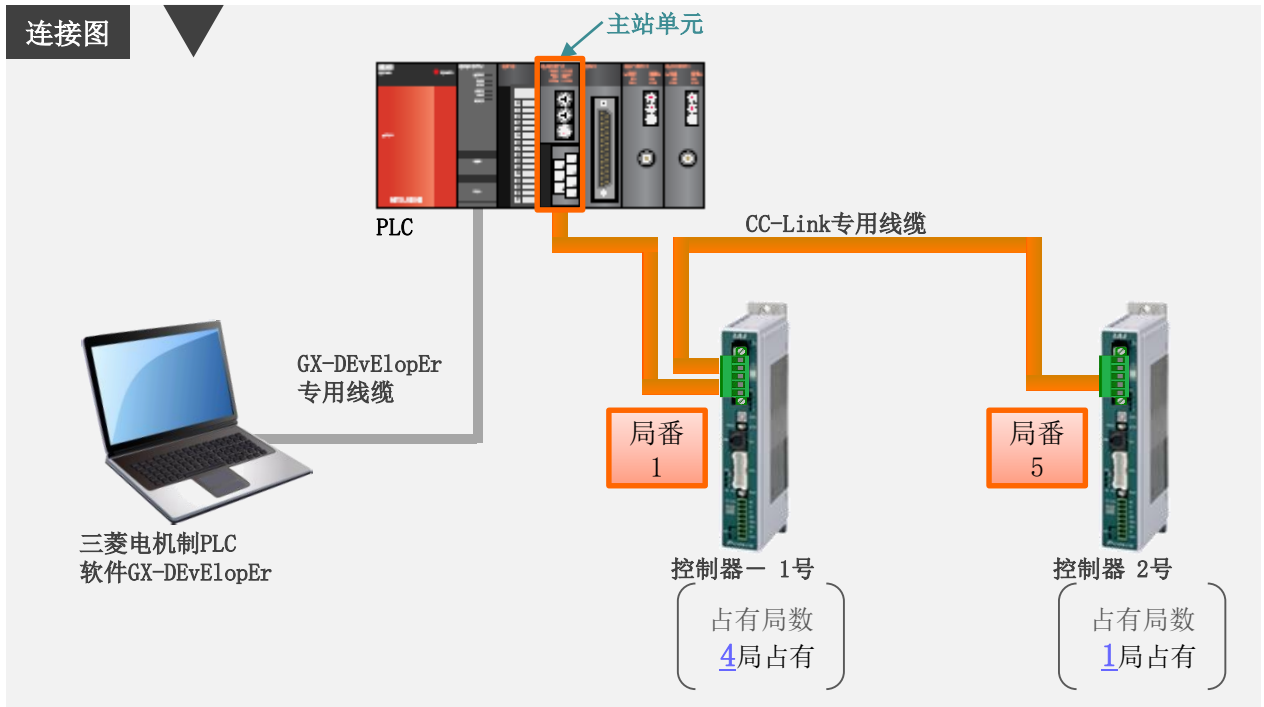 连接图
主站单元
PLC
CC-Link专用线缆
GX-DEvElopEr
专用线缆
局番
1
局番
5
三菱电机制PLC
软件GX-DEvElopEr
控制器－ 1号
控制器 2号
占有局数
4局占有
占有局数
1局占有